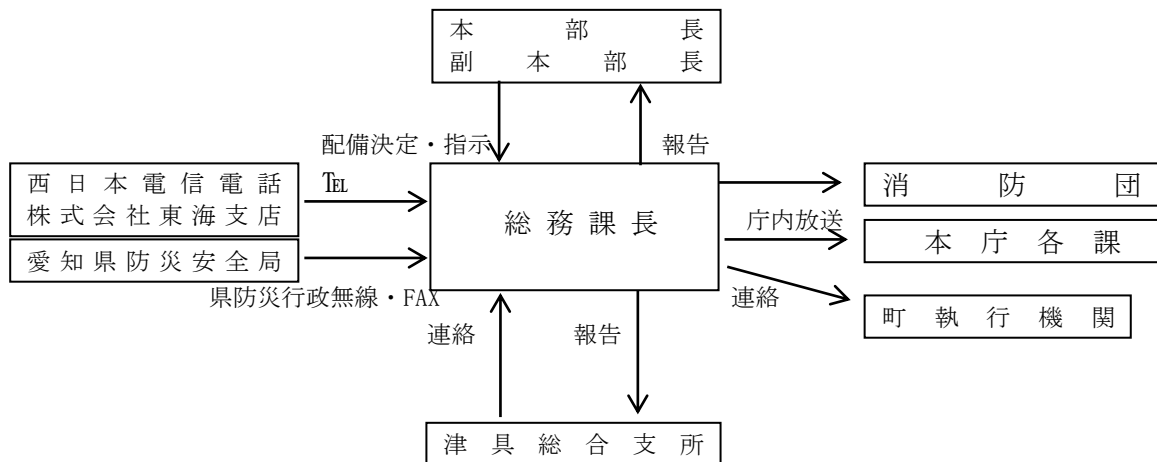 本部長
副本部長
配備決定・指示
報告
西日本電信電話
株式会社東海支店
℡
総務課長
消防団
庁内放送
本庁各課
愛知県防災安全局
県防災行政無線・FAX
連絡
町執行機関
連絡
報告
津具総合支所